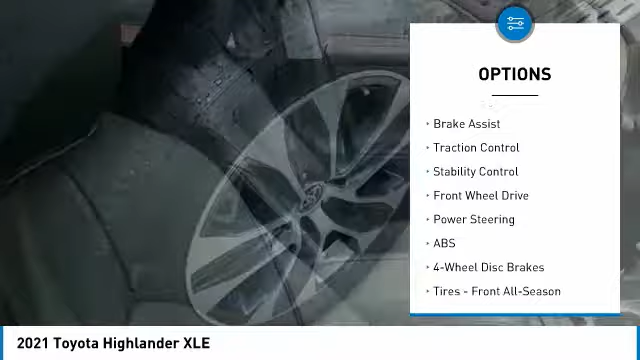 OPTIONS
Brake Assist
Traction Control
Stability Control
Front Wheel Drive
Power Steering
ABS
4-Wheel Disc Brakes
Tires - Front All-Season
2021 Toyota Highlander XLE